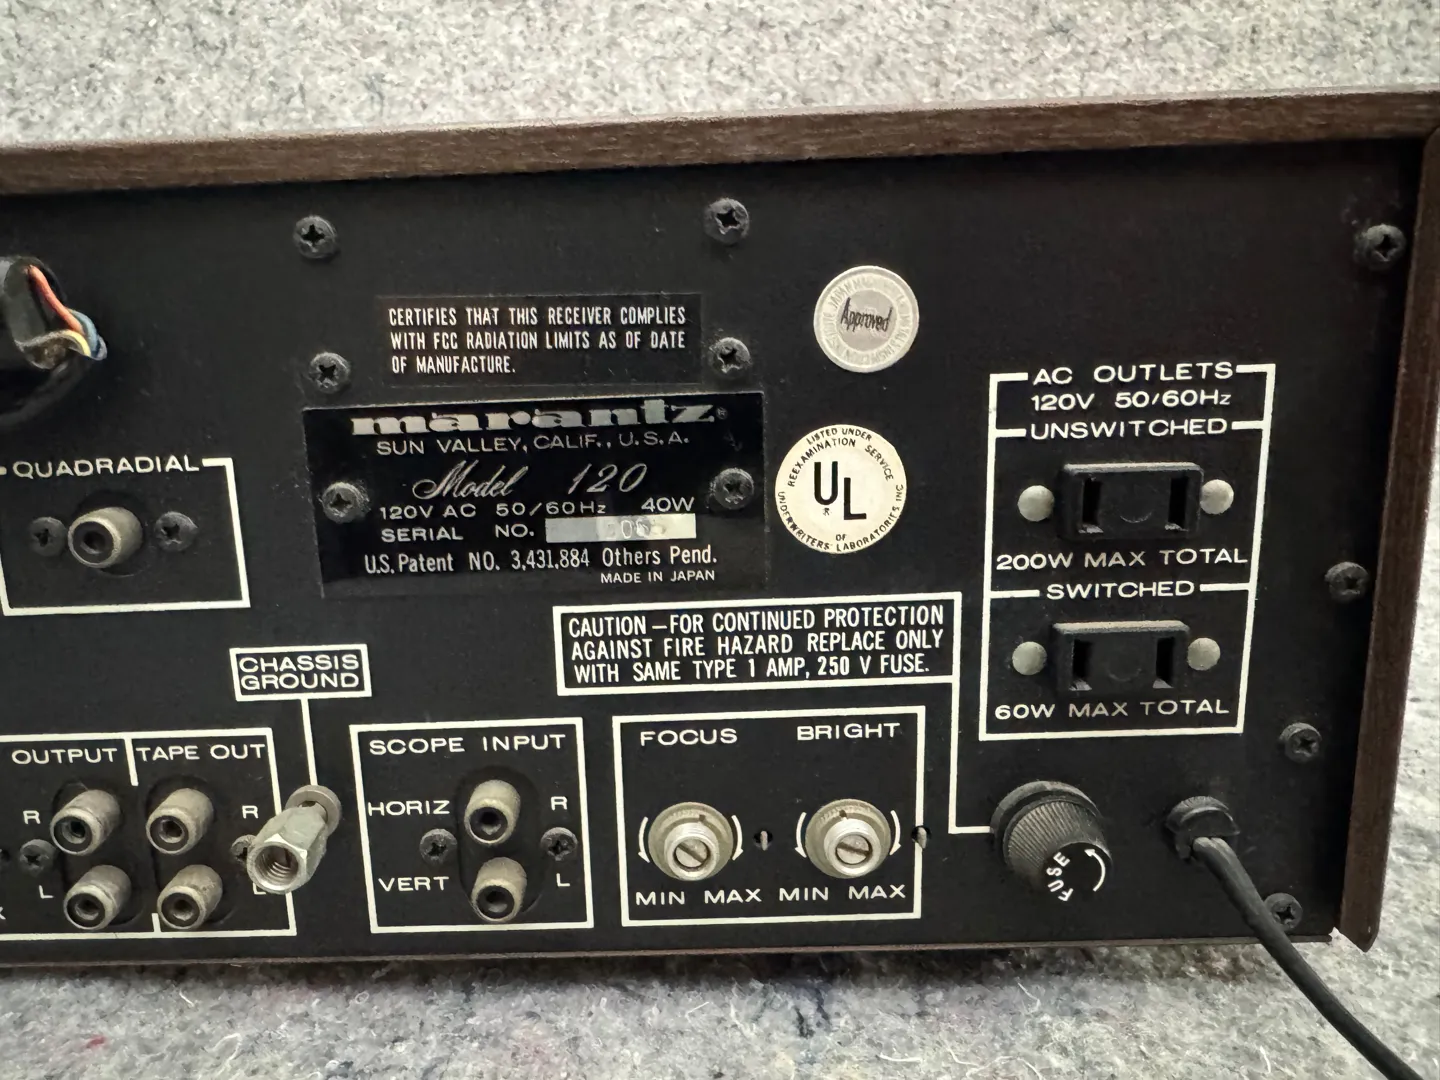 CERTIFIES THAT THIS RECEIVER COMPLIES
WITH FCC RADIATION LIMITS AS OF DATE
OF MANUFACTURE.
Approved
marantz®
SUN VALLEY, CALIF., U.S.A.
Model 120
120V AC 50/60Hz 40W
SERIAL NO.
U.S. Patent NO. 3,431,884 Others Pend.
MADE IN JAPAN
LISTED UNDER
REEXAMINATION SERVICE
UL
®
OF
UNDERWRITERS LABORATORIES INC
AC OUTLETS
120V 50/60Hz
UNSWITCHED
200W MAX TOTAL
SWITCHED
60W MAX TOTAL
QUADRADIAL
CAUTION—FOR CONTINUED PROTECTION
AGAINST FIRE HAZARD REPLACE ONLY
WITH SAME TYPE 1 AMP, 250 V FUSE.
CHASSIS
GROUND
OUTPUT
R
L
TAPE OUT
R
L
SCOPE INPUT
HORIZ R
VERT L
FOCUS BRIGHT
MIN MAX MIN MAX
FUSE